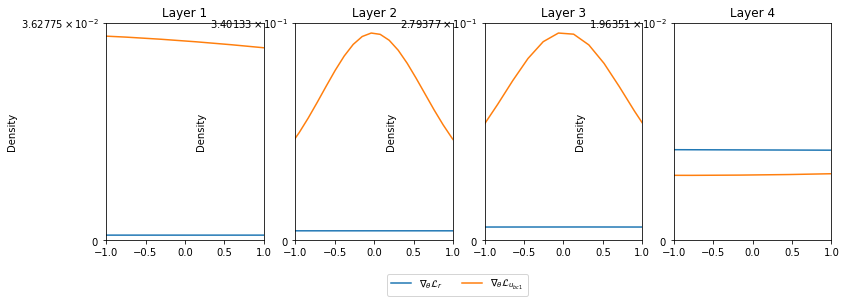 Layer 1
Layer 2
Layer 3
Layer 4
3.62775 × 10⁻²
3.40133 × 10⁻¹
2.79377 × 10⁻¹
1.96351 × 10⁻²
Density
Density
Density
Density
0
0
0
0
−1.0 −0.5 0.0 0.5 1.0
−1.0 −0.5 0.0 0.5 1.0
−1.0 −0.5 0.0 0.5 1.0
−1.0 −0.5 0.0 0.5 1.0
∇θℒr
∇θℒu_bc1